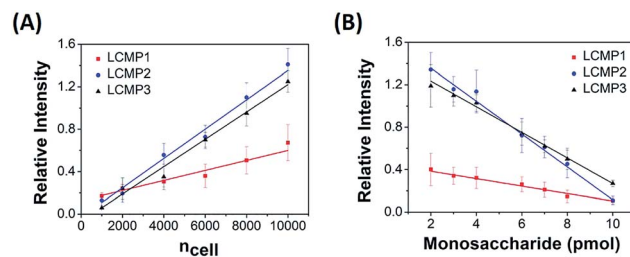 (A)
Relative Intensity
1.6
1.2
0.8
0.4
0.0
LCMP1
LCMP2
LCMP3
0 2000 4000 6000 8000 10000
ncell
(B)
Relative Intensity
1.6
1.2
0.8
0.4
0.0
LCMP1
LCMP2
LCMP3
2 4 6 8 10
Monosaccharide (pmol)